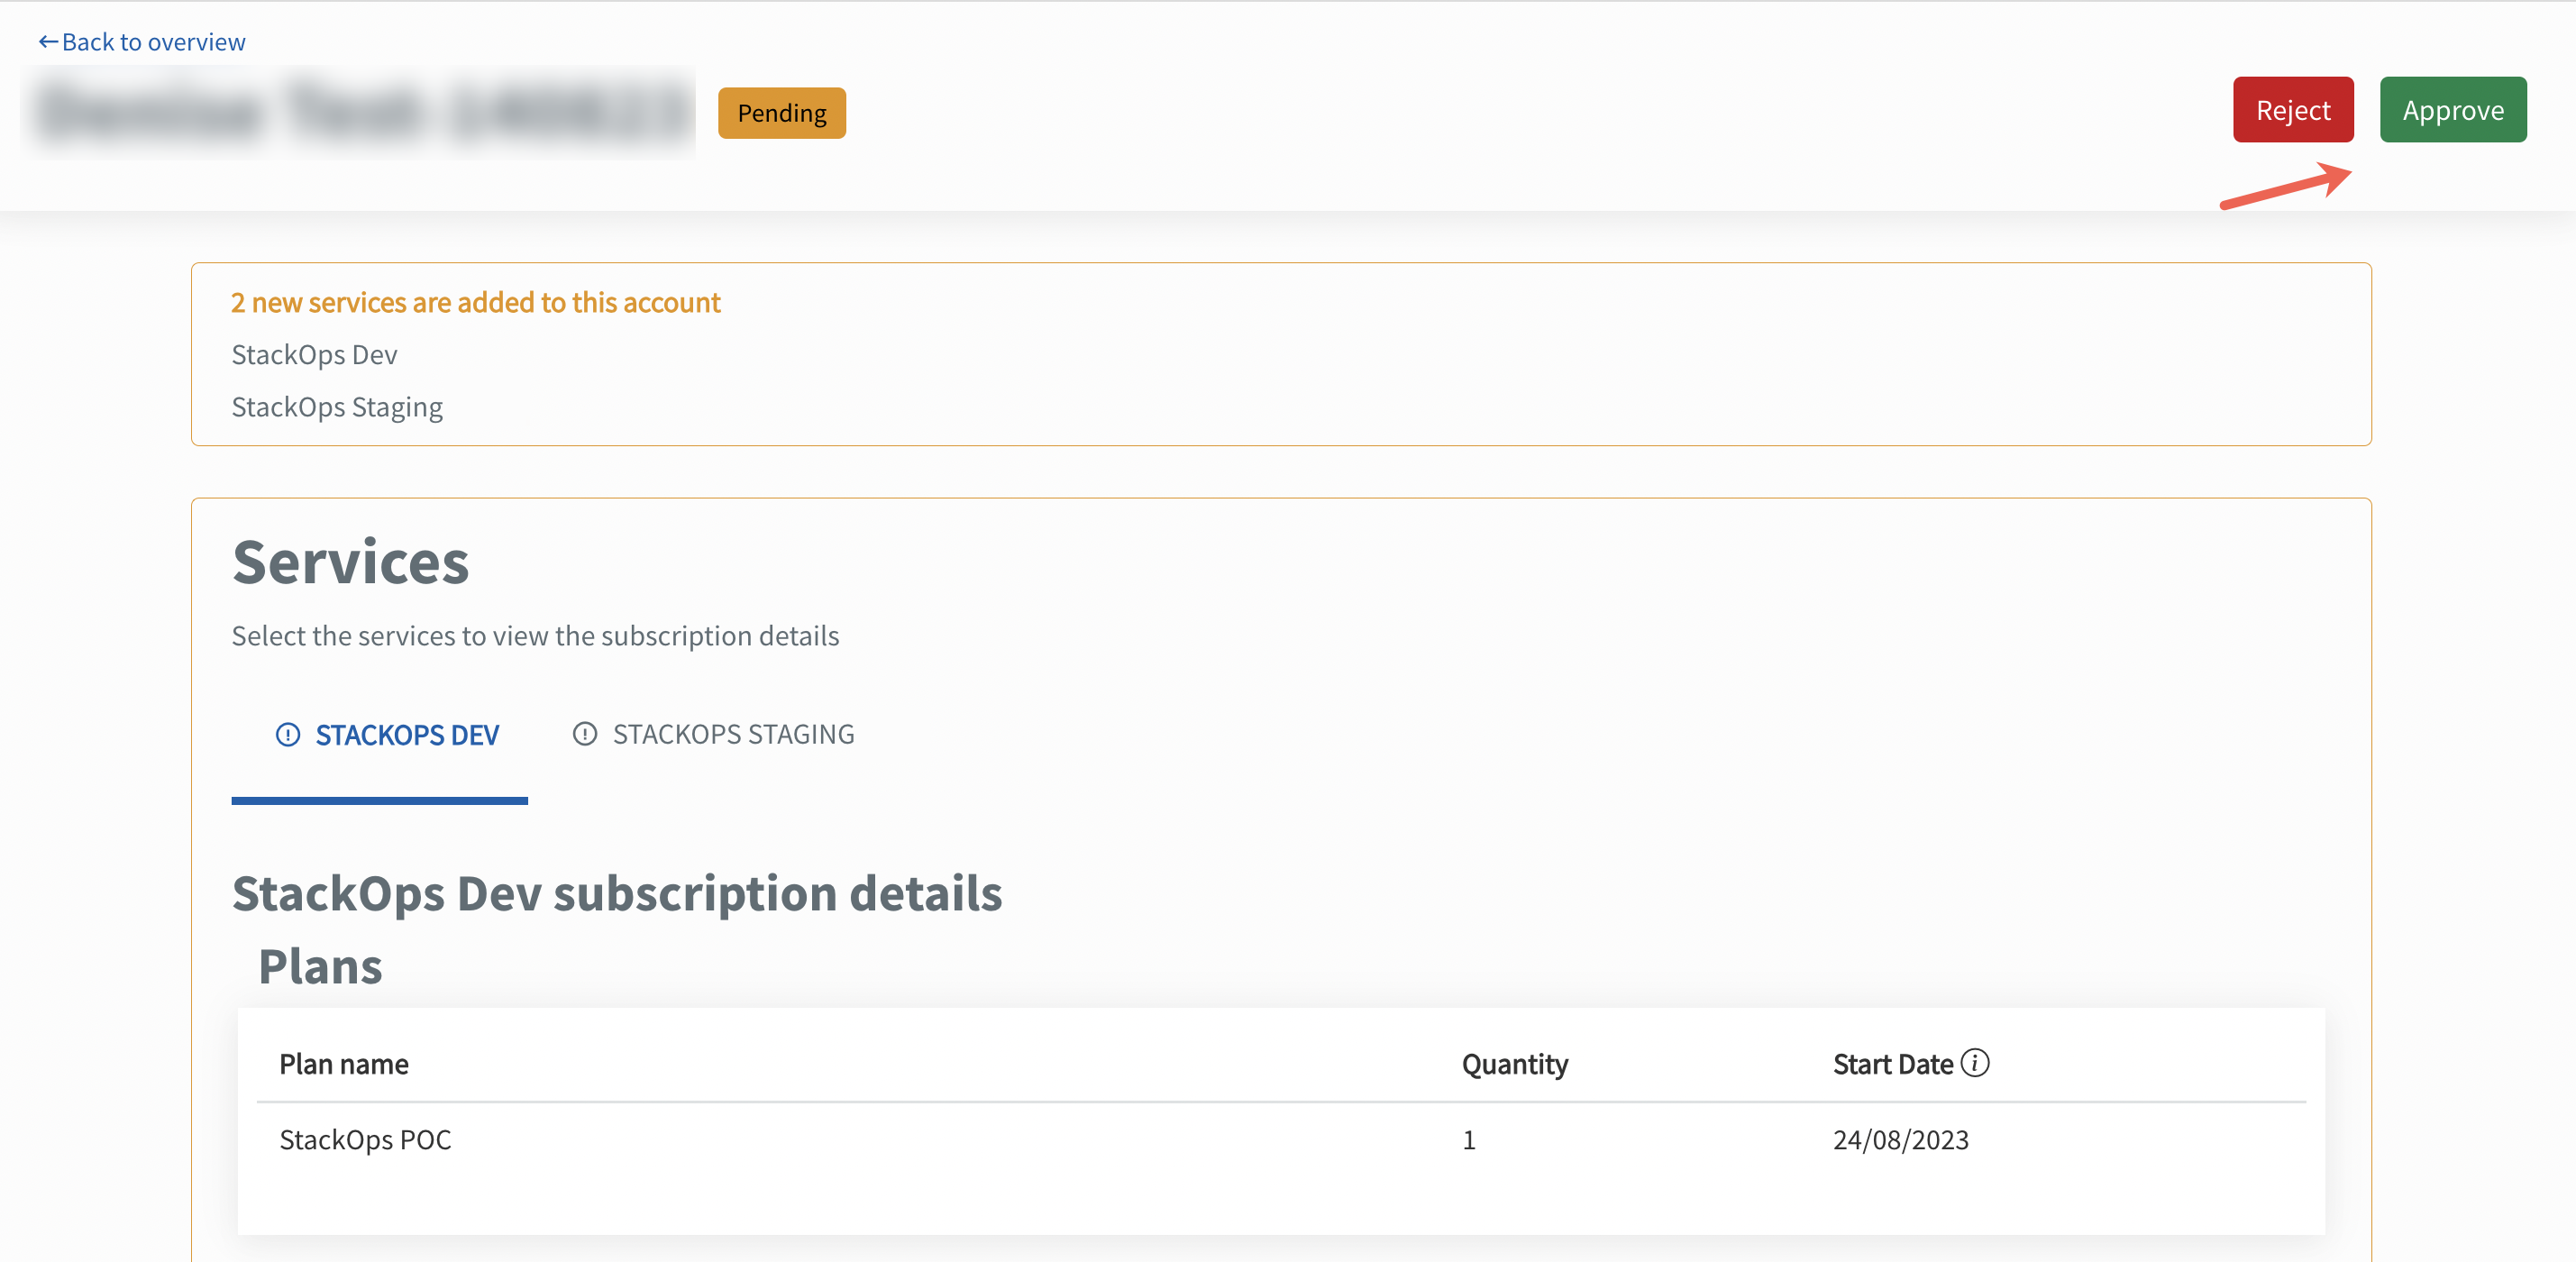 ←Back to overview
Pending
Reject
Approve
2 new services are added to this account
StackOps Dev
StackOps Staging
Services
Select the services to view the subscription details
STACKOPS DEV
STACKOPS STAGING
StackOps Dev subscription details
Plans
Plan name Quantity Start Date
StackOps POC 1 24/08/2023